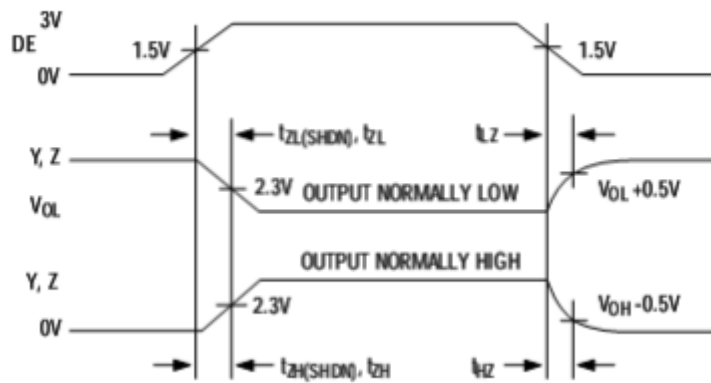 3V
DE
1.5V
1.5V
0V
tZL(SHDN), tZL
tLZ
Y, Z
2.3V
OUTPUT NORMALLY LOW
VOL +0.5V
VOL
OUTPUT NORMALLY HIGH
Y, Z
2.3V
VOH -0.5V
0V
tZH(SHDN), tZH
tHZ